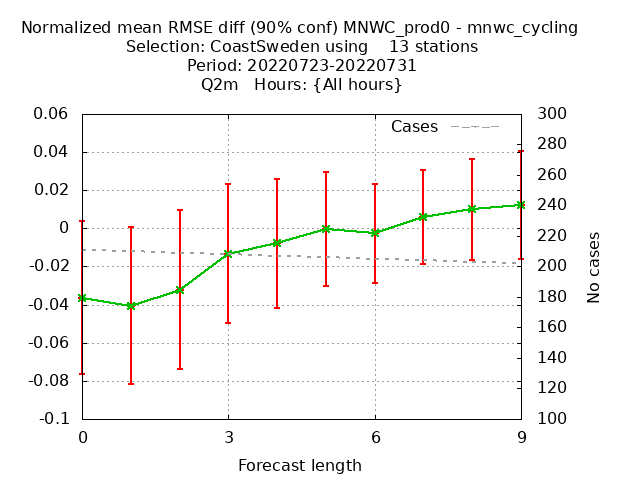 Normalized mean RMSE diff (90% conf) MNWC_prod0 - mnwc_cycling
Selection: CoastSweden using    13 stations
Period: 20220723-20220731
Q2m   Hours: {All hours}
Cases
0.06
0.04
0.02
0
-0.02
-0.04
-0.06
-0.08
-0.1
300
280
260
240
220
200
180
160
140
120
100
No cases
0 3 6 9
Forecast length